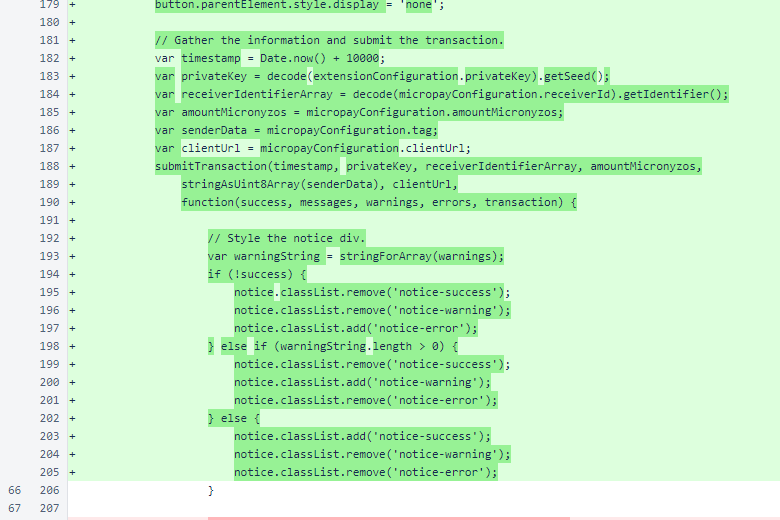 179 + button.parentElement.style.display = 'none';
180 +
181 + // Gather the information and submit the transaction.
182 + var timestamp = Date.now() + 10000;
183 + var privateKey = decode(extensionConfiguration.privateKey).getSeed();
184 + var receiverIdentifierArray = decode(micropayConfiguration.receiverId).getIdentifier();
185 + var amountMicronyzos = micropayConfiguration.amountMicronyzos;
186 + var senderData = micropayConfiguration.tag;
187 + var clientUrl = micropayConfiguration.clientUrl;
188 + submitTransaction(timestamp, privateKey, receiverIdentifierArray, amountMicronyzos,
189 + stringAsUint8Array(senderData), clientUrl,
190 + function(success, messages, warnings, errors, transaction) {
191 +
192 + // Style the notice div.
193 + var warningString = stringForArray(warnings);
194 + if (!success) {
195 + notice.classList.remove('notice-success');
196 + notice.classList.remove('notice-warning');
197 + notice.classList.add('notice-error');
198 + } else if (warningString.length > 0) {
199 + notice.classList.remove('notice-success');
200 + notice.classList.add('notice-warning');
201 + notice.classList.remove('notice-error');
202 + } else {
203 + notice.classList.add('notice-success');
204 + notice.classList.remove('notice-warning');
205 + notice.classList.remove('notice-error');
66 206 }
67 207